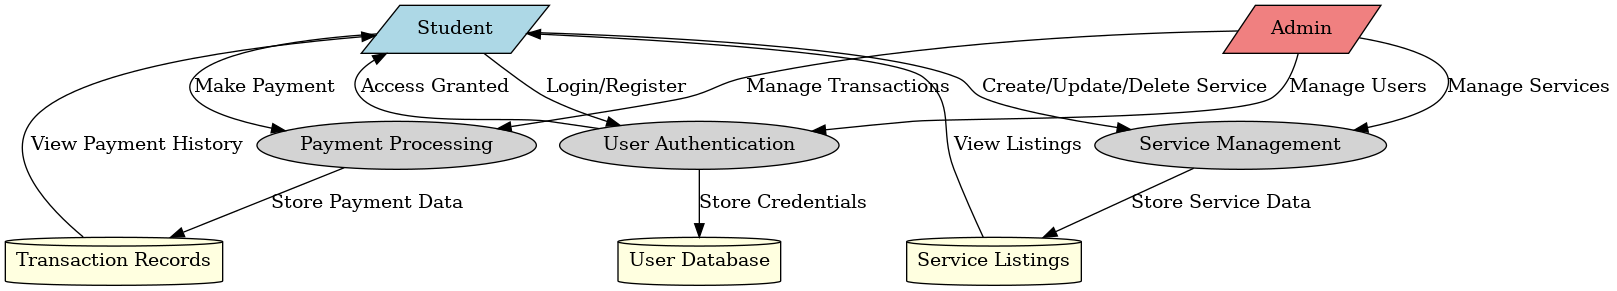 Student
Admin
Make Payment
Access Granted
Login/Register
Manage Transactions
Create/Update/Delete Service
Manage Users
Manage Services
View Payment History
Payment Processing
User Authentication
View Listings
Service Management
Store Payment Data
Store Credentials
Store Service Data
Transaction Records
User Database
Service Listings